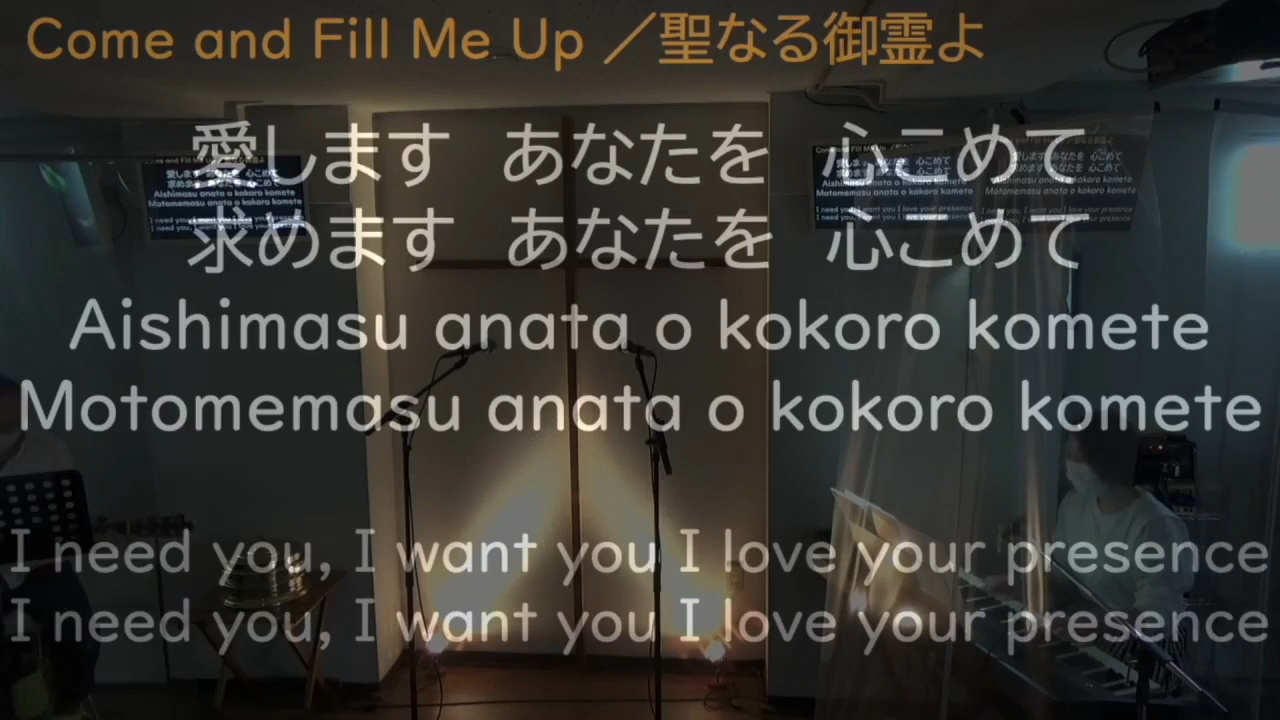 Come and Fill Me Up ／聖なる御霊よ
愛します　あなたを　心こめて
求めます　あなたを　心こめて
Aishimasu anata o kokoro komete
Motomemasu anata o kokoro komete
I need you, I want you I love your presence
I need you, I want you I love your presence